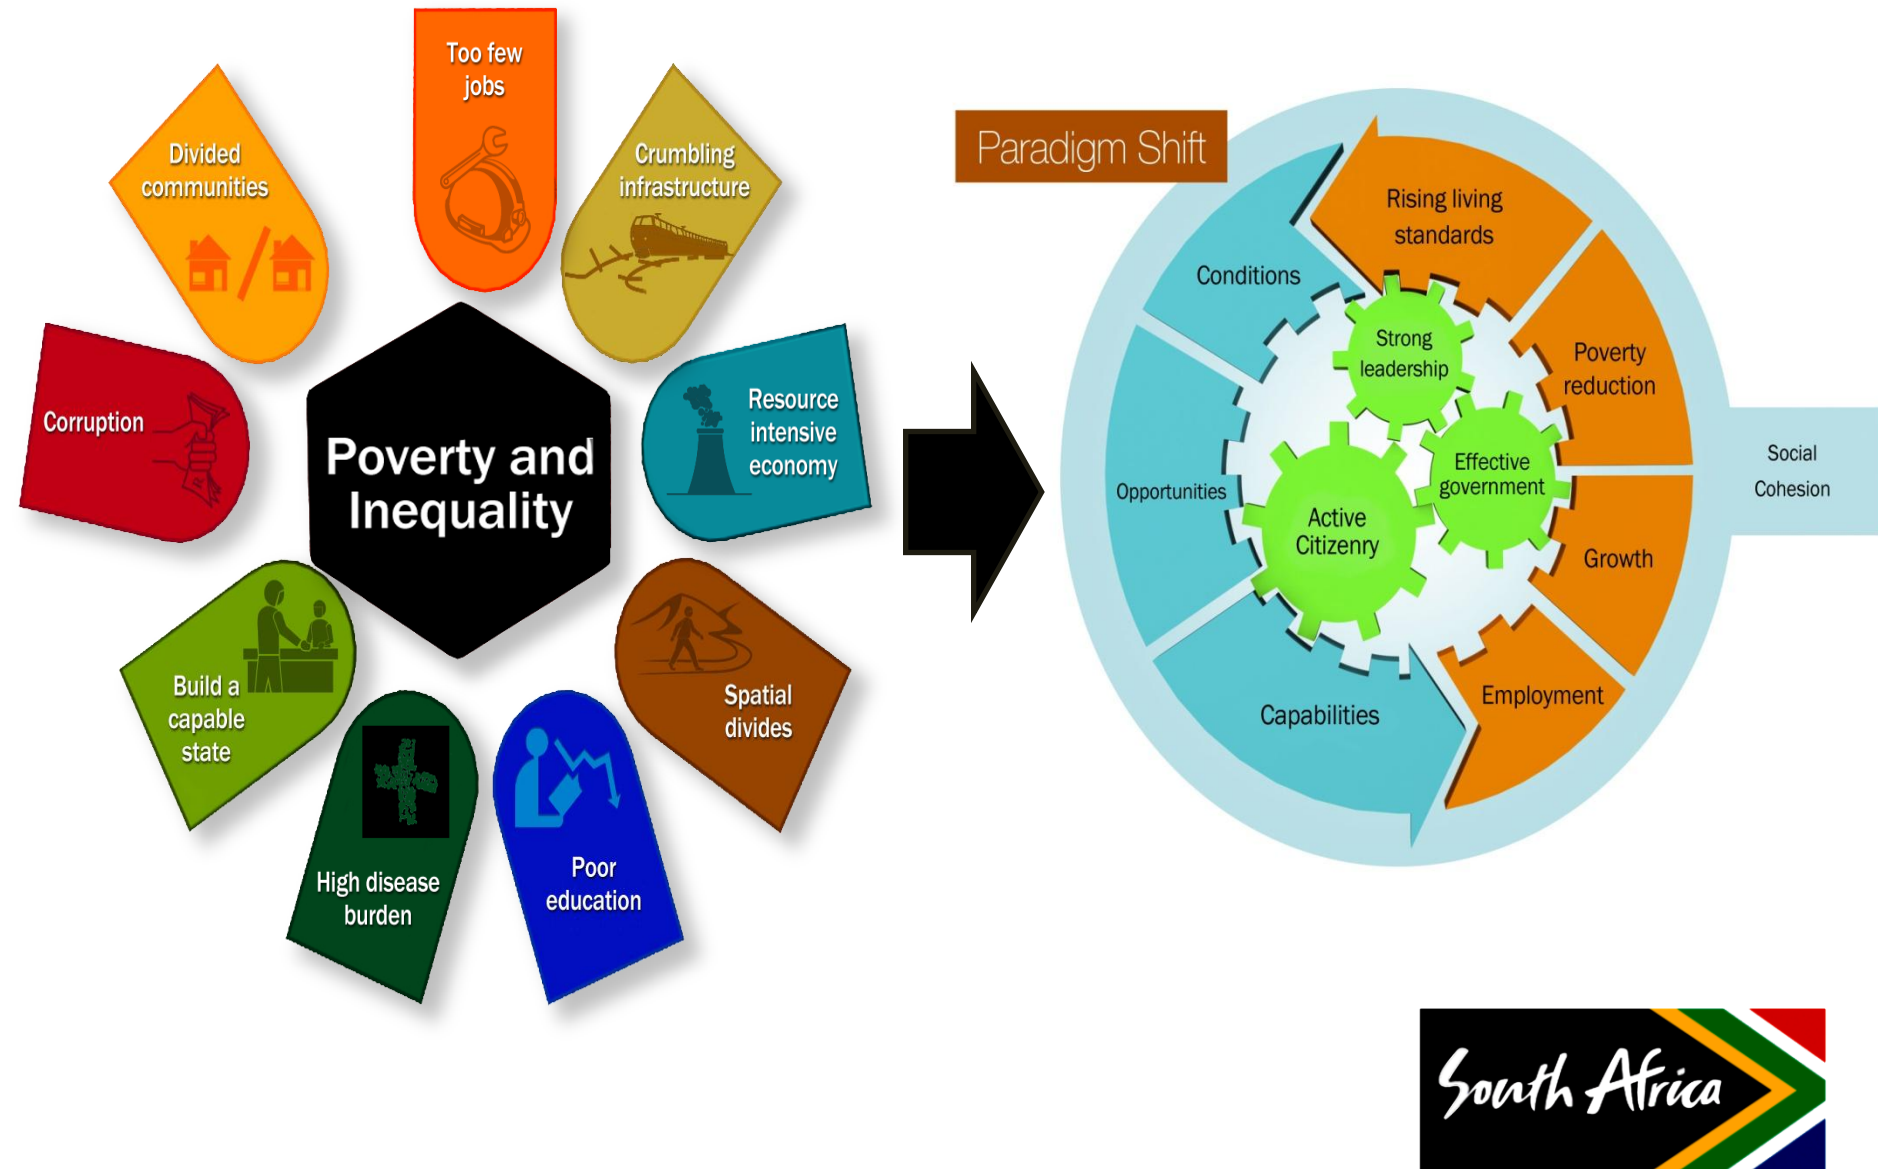 Too few
jobs
Crumbling
infrastructure
Resource
intensive
economy
Spatial
divides
Poor
education
High disease
burden
Build a
capable
state
Corruption
Divided
communities
Poverty and
Inequality
Paradigm Shift
Rising living
standards
Poverty
reduction
Growth
Employment
Capabilities
Opportunities
Conditions
Strong
leadership
Effective
government
Active
Citizenry
Social
Cohesion
South Africa